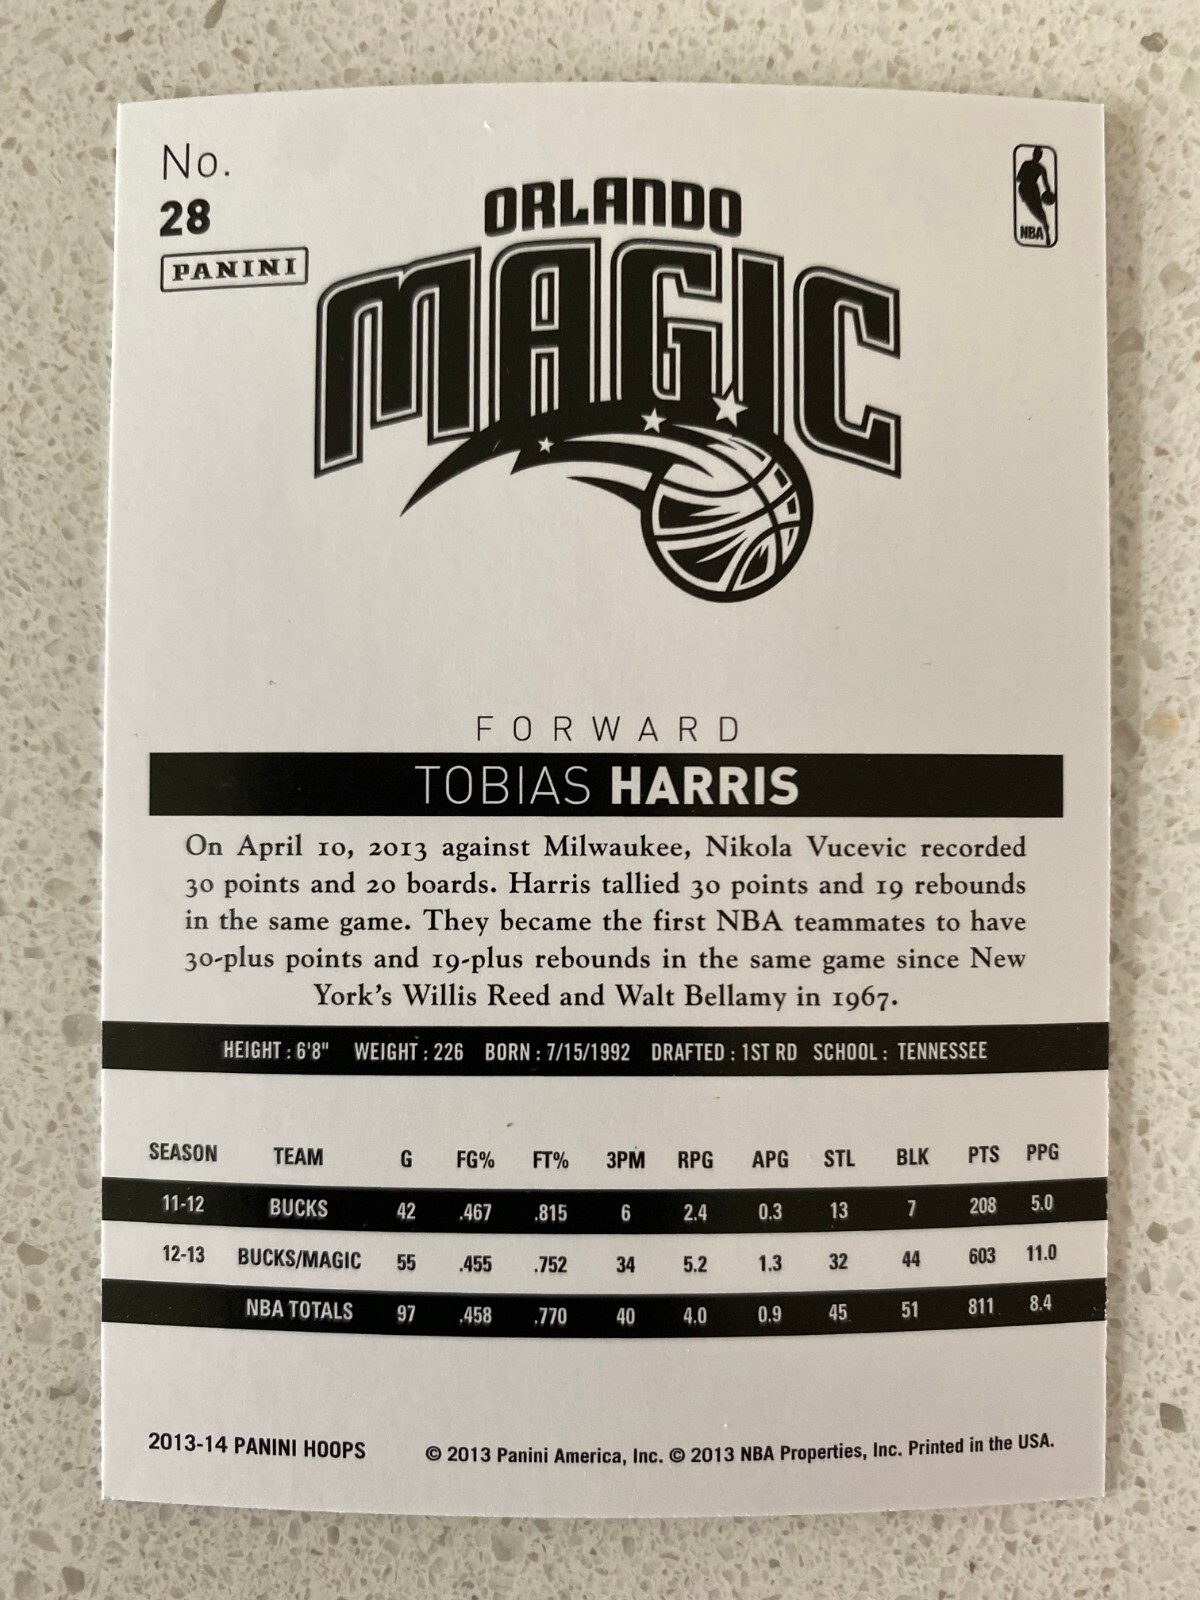 No.
28
PANINI
NBA
ORLANDO
MAGIC
FORWARD
TOBIAS HARRIS
On April 10, 2013 against Milwaukee, Nikola Vucevic recorded
30 points and 20 boards. Harris tallied 30 points and 19 rebounds
in the same game. They became the first NBA teammates to have
30-plus points and 19-plus rebounds in the same game since New
York's Willis Reed and Walt Bellamy in 1967.
HEIGHT : 6'8" WEIGHT : 226 BORN : 7/15/1992 DRAFTED : 1ST RD SCHOOL : TENNESSEE
SEASON TEAM G FG% FT% 3PM RPG APG STL BLK PTS PPG
11-12 BUCKS 42 .467 .815 6 2.4 0.3 13 7 208 5.0
12-13 BUCKS/MAGIC 55 .455 .752 34 5.2 1.3 32 44 603 11.0
NBA TOTALS 97 .458 .770 40 4.0 0.9 45 51 811 8.4
2013-14 PANINI HOOPS © 2013 Panini America, Inc. © 2013 NBA Properties, Inc. Printed in the USA.